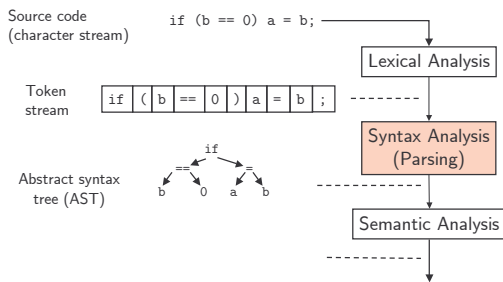 Source code
(character stream)
if (b == 0) a = b;
Lexical Analysis
Token
stream
if ( b == 0 ) a = b ;
Syntax Analysis
(Parsing)
Abstract syntax
tree (AST)
if
== =
b 0 a b
Semantic Analysis